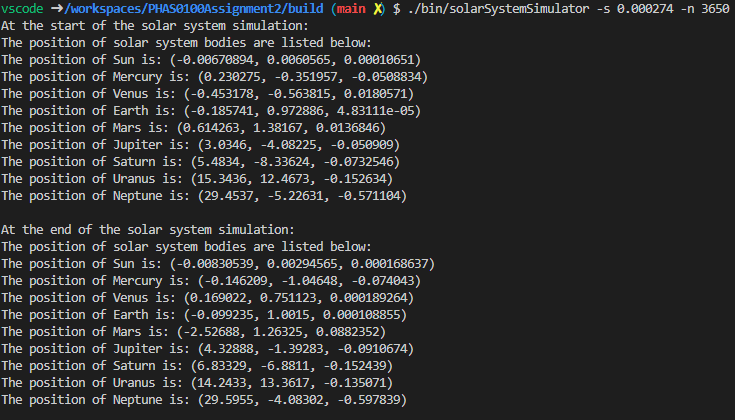 vscode ➜/workspaces/PHAS0100Assignment2/build (main ✗) $ ./bin/solarSystemSimulator -s 0.000274 -n 3650
At the start of the solar system simulation:
The position of solar system bodies are listed below:
The position of Sun is: (-0.00670894, 0.0060565, 0.00010651)
The position of Mercury is: (0.230275, -0.351957, -0.0508834)
The position of Venus is: (-0.453178, -0.563815, 0.0180571)
The position of Earth is: (-0.185741, 0.972886, 4.83111e-05)
The position of Mars is: (0.614263, 1.38167, 0.0136846)
The position of Jupiter is: (3.0346, -4.08225, -0.050909)
The position of Saturn is: (5.4834, -8.33624, -0.0732546)
The position of Uranus is: (15.3436, 12.4673, -0.152634)
The position of Neptune is: (29.4537, -5.22631, -0.571104)
At the end of the solar system simulation:
The position of solar system bodies are listed below:
The position of Sun is: (-0.00830539, 0.00294565, 0.000168637)
The position of Mercury is: (-0.146209, -1.04648, -0.074043)
The position of Venus is: (0.169022, 0.751123, 0.000189264)
The position of Earth is: (-0.099235, 1.0015, 0.000108855)
The position of Mars is: (-2.52688, 1.26325, 0.0882352)
The position of Jupiter is: (4.32888, -1.39283, -0.0910674)
The position of Saturn is: (6.83329, -6.8811, -0.152439)
The position of Uranus is: (14.2433, 13.3617, -0.135071)
The position of Neptune is: (29.5955, -4.08302, -0.597839)